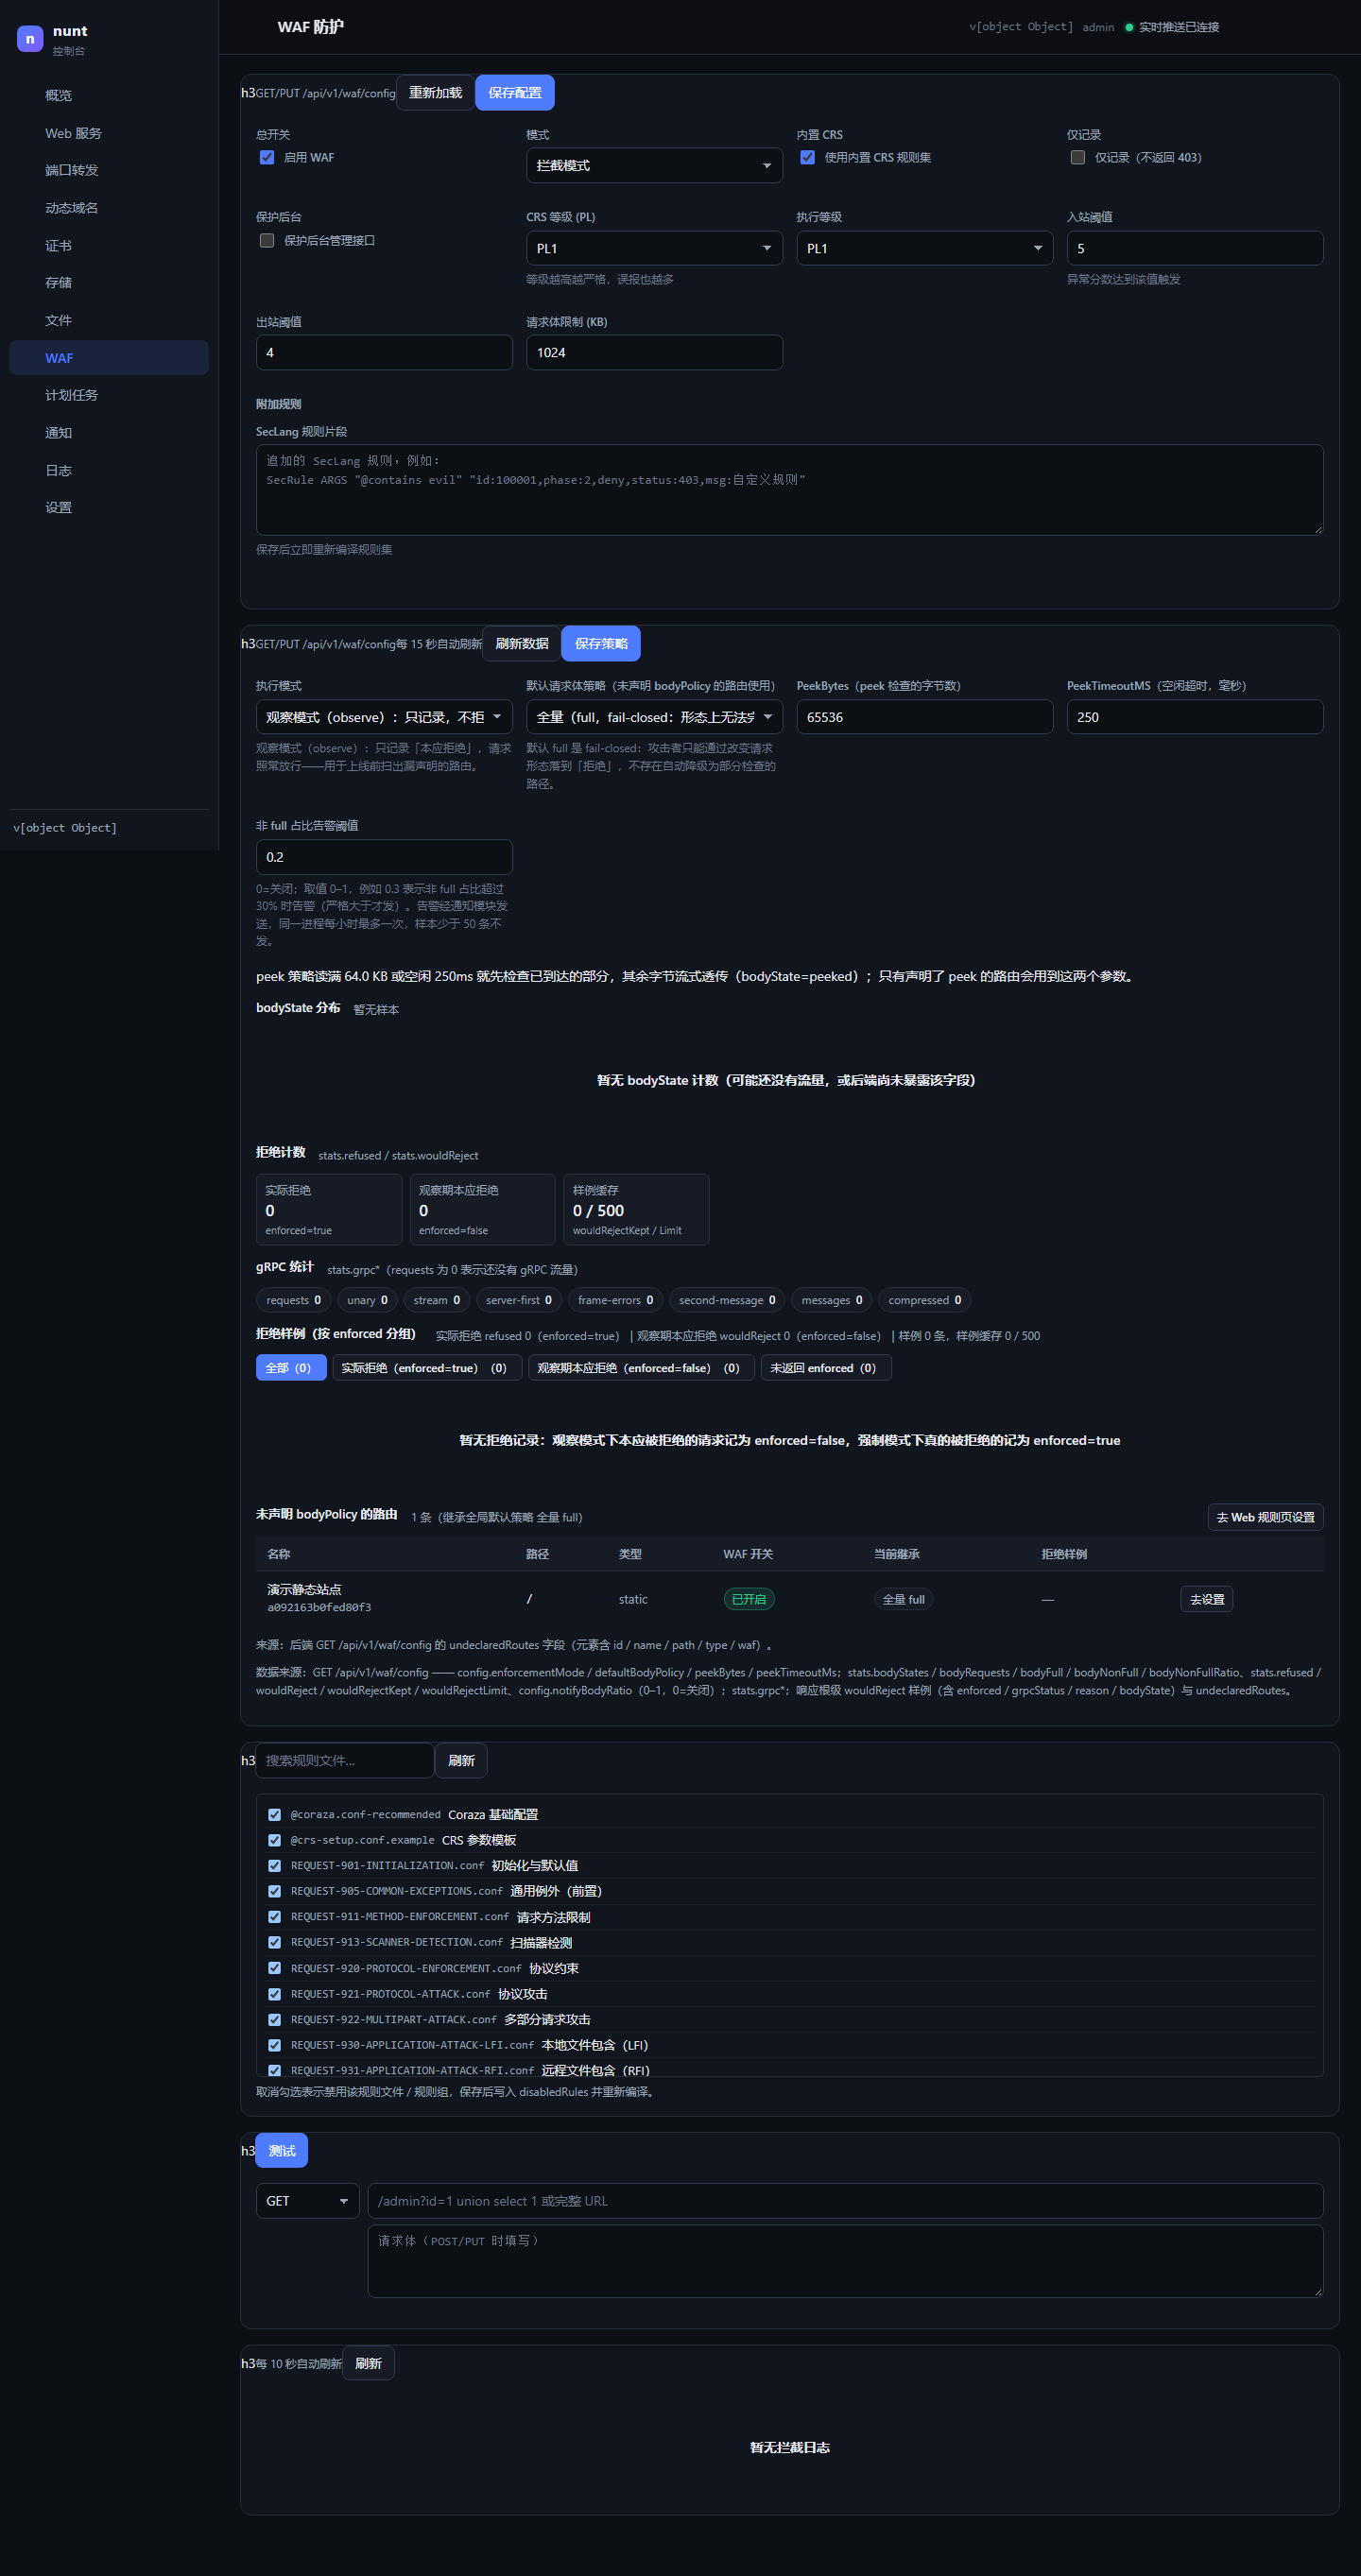 n
nunt
控制台
概览
Web 服务
端口转发
动态域名
证书
存储
文件
WAF
计划任务
通知
日志
设置
v[object Object]
WAF 防护
v[object Object] admin 实时推送已连接
h3GET/PUT /api/v1/waf/config 重新加载 保存配置
总开关 模式 内置 CRS 仅记录
启用 WAF 拦截模式 使用内置 CRS 规则集 仅记录（不返回 403）
保护后台 CRS 等级 (PL) 执行等级 入站阈值
保护后台管理接口 PL1 PL1 5
等级越高越严格，误报也越多 异常分数达到该值触发
出站阈值 请求体限制 (KB)
4 1024
附加规则
SecLang 规则片段
追加的 SecLang 规则，例如：
SecRule ARGS "@contains evil" "id:100001,phase:2,deny,status:403,msg:自定义规则"
保存后立即重新编译规则集
h3GET/PUT /api/v1/waf/config每 15 秒自动刷新 刷新数据 保存策略
执行模式 默认请求体策略（未声明 bodyPolicy 的路由使用） PeekBytes（peek 检查的字节数） PeekTimeoutMS（空闲超时，毫秒）
观察模式（observe）：只记录，不拒 全量（full，fail-closed：形态上无法完 65536 250
观察模式（observe）：只记录「本应拒绝」，请求 默认 full 是 fail-closed：攻击者只能通过改变请求
照常放行——用于上线前扫出漏声明的路由。 形态落到「拒绝」，不存在自动降级为部分检查的
路径。
非 full 占比告警阈值
0.2
0=关闭；取值 0–1，例如 0.3 表示非 full 占比超过
30% 时告警（严格大于才发）。告警经通知模块发
送，同一进程每小时最多一次，样本少于 50 条不
发。
peek 策略读满 64.0 KB 或空闲 250ms 就先检查已到达的部分，其余字节流式透传（bodyState=peeked）；只有声明了 peek 的路由会用到这两个参数。
bodyState 分布 暂无样本
暂无 bodyState 计数（可能还没有流量，或后端尚未暴露该字段）
拒绝计数 stats.refused / stats.wouldReject
实际拒绝 观察期本应拒绝 样例缓存
0 0 0 / 500
enforced=true enforced=false wouldRejectKept / Limit
gRPC 统计 stats.grpc*（requests 为 0 表示还没有 gRPC 流量）
requests 0 unary 0 stream 0 server-first 0 frame-errors 0 second-message 0 messages 0 compressed 0
拒绝样例（按 enforced 分组） 实际拒绝 refused 0（enforced=true）｜观察期本应拒绝 wouldReject 0（enforced=false）｜样例 0 条，样例缓存 0 / 500
全部（0） 实际拒绝（enforced=true）（0） 观察期本应拒绝（enforced=false）（0） 未返回 enforced（0）
暂无拒绝记录：观察模式下本应被拒绝的请求记为 enforced=false，强制模式下真的被拒绝的记为 enforced=true
未声明 bodyPolicy 的路由 1 条（继承全局默认策略 全量 full） 去 Web 规则页设置
名称 路径 类型 WAF 开关 当前继承 拒绝样例
演示静态站点 / static 已开启 全量 full — 去设置
a092163b0fed80f3
来源：后端 GET /api/v1/waf/config 的 undeclaredRoutes 字段（元素含 id / name / path / type / waf）。
数据来源：GET /api/v1/waf/config —— config.enforcementMode / defaultBodyPolicy / peekBytes / peekTimeoutMs；stats.bodyStates / bodyRequests / bodyFull / bodyNonFull / bodyNonFullRatio、stats.refused /
wouldReject / wouldRejectKept / wouldRejectLimit、config.notifyBodyRatio（0–1，0=关闭）；stats.grpc*；响应根级 wouldReject 样例（含 enforced / grpcStatus / reason / bodyState）与 undeclaredRoutes。
h3 搜索规则文件... 刷新
@coraza.conf-recommended Coraza 基础配置
@crs-setup.conf.example CRS 参数模板
REQUEST-901-INITIALIZATION.conf 初始化与默认值
REQUEST-905-COMMON-EXCEPTIONS.conf 通用例外（前置）
REQUEST-911-METHOD-ENFORCEMENT.conf 请求方法限制
REQUEST-913-SCANNER-DETECTION.conf 扫描器检测
REQUEST-920-PROTOCOL-ENFORCEMENT.conf 协议约束
REQUEST-921-PROTOCOL-ATTACK.conf 协议攻击
REQUEST-922-MULTIPART-ATTACK.conf 多部分请求攻击
REQUEST-930-APPLICATION-ATTACK-LFI.conf 本地文件包含（LFI）
REQUEST-931-APPLICATION-ATTACK-RFI.conf 远程文件包含（RFI）
取消勾选表示禁用该规则文件 / 规则组，保存后写入 disabledRules 并重新编译。
h3 测试
GET /admin?id=1 union select 1 或完整 URL
请求体（POST/PUT 时填写）
h3每 10 秒自动刷新 刷新
暂无拦截日志